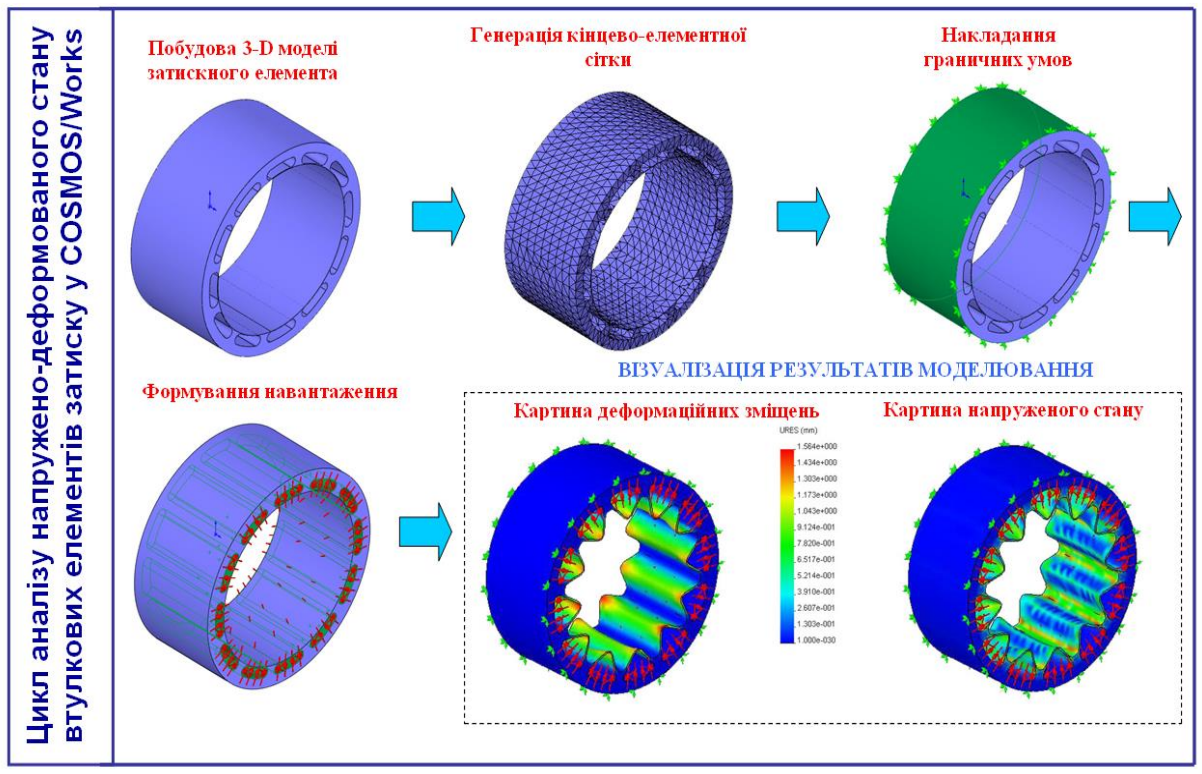 Цикл аналізу напружено-деформованого стану
втулкових елементів затиску у COSMOS/Works
Побудова 3-D моделі
затискного елемента
Генерація кінцево-елементної
сітки
Накладання
граничних умов
Формування навантаження
ВІЗУАЛІЗАЦІЯ РЕЗУЛЬТАТІВ МОДЕЛЮВАННЯ
Картина деформаційних зміщень
URES (mm)
1.564e+000
1.434e+000
1.303e+000
1.173e+000
1.043e+000
9.124e-001
7.820e-001
6.517e-001
5.214e-001
3.910e-001
2.607e-001
1.303e-001
1.000e-030
Картина напруженого стану